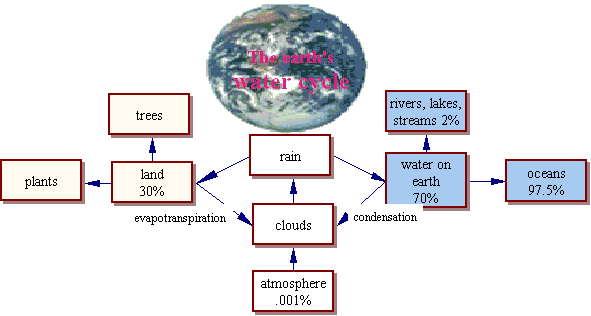 The earth's
water cycle
trees
rivers, lakes,
streams 2%
rain
plants
land
30%
water on
earth
70%
oceans
97.5%
evapotranspiration
clouds
condensation
atmosphere
.001%